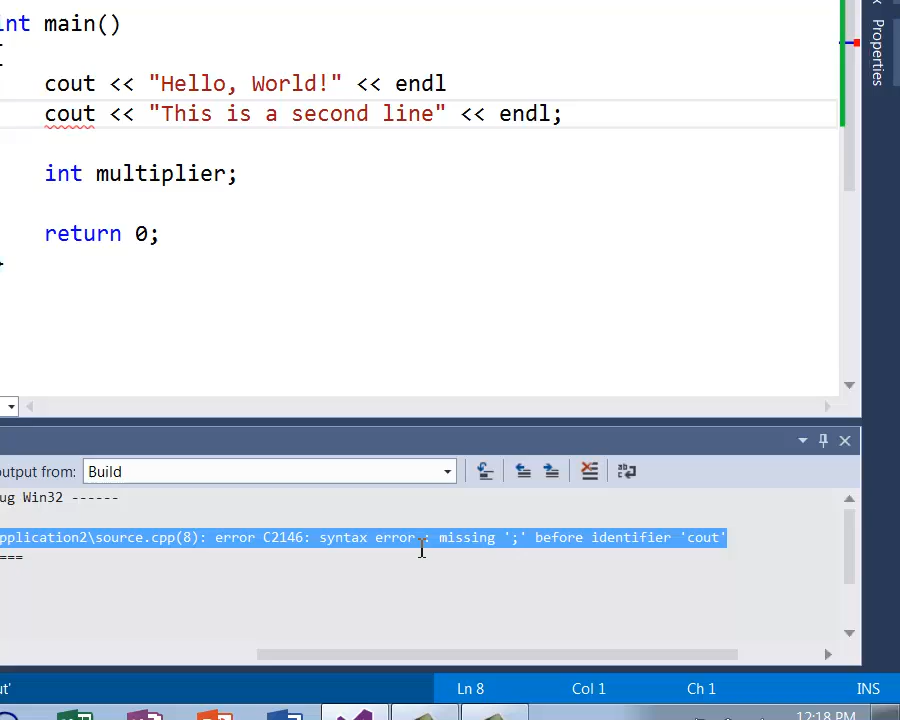 int main()
cout << "Hello, World!" << endl
cout << "This is a second line" << endl;
int multiplier;
return 0;
Properties
utput from: Build
ug Win32 ------
pplication2\source.cpp(8): error C2146: syntax error : missing ';' before identifier 'cout'
===
ut' Ln 8 Col 1 Ch 1 INS
12:18 PM